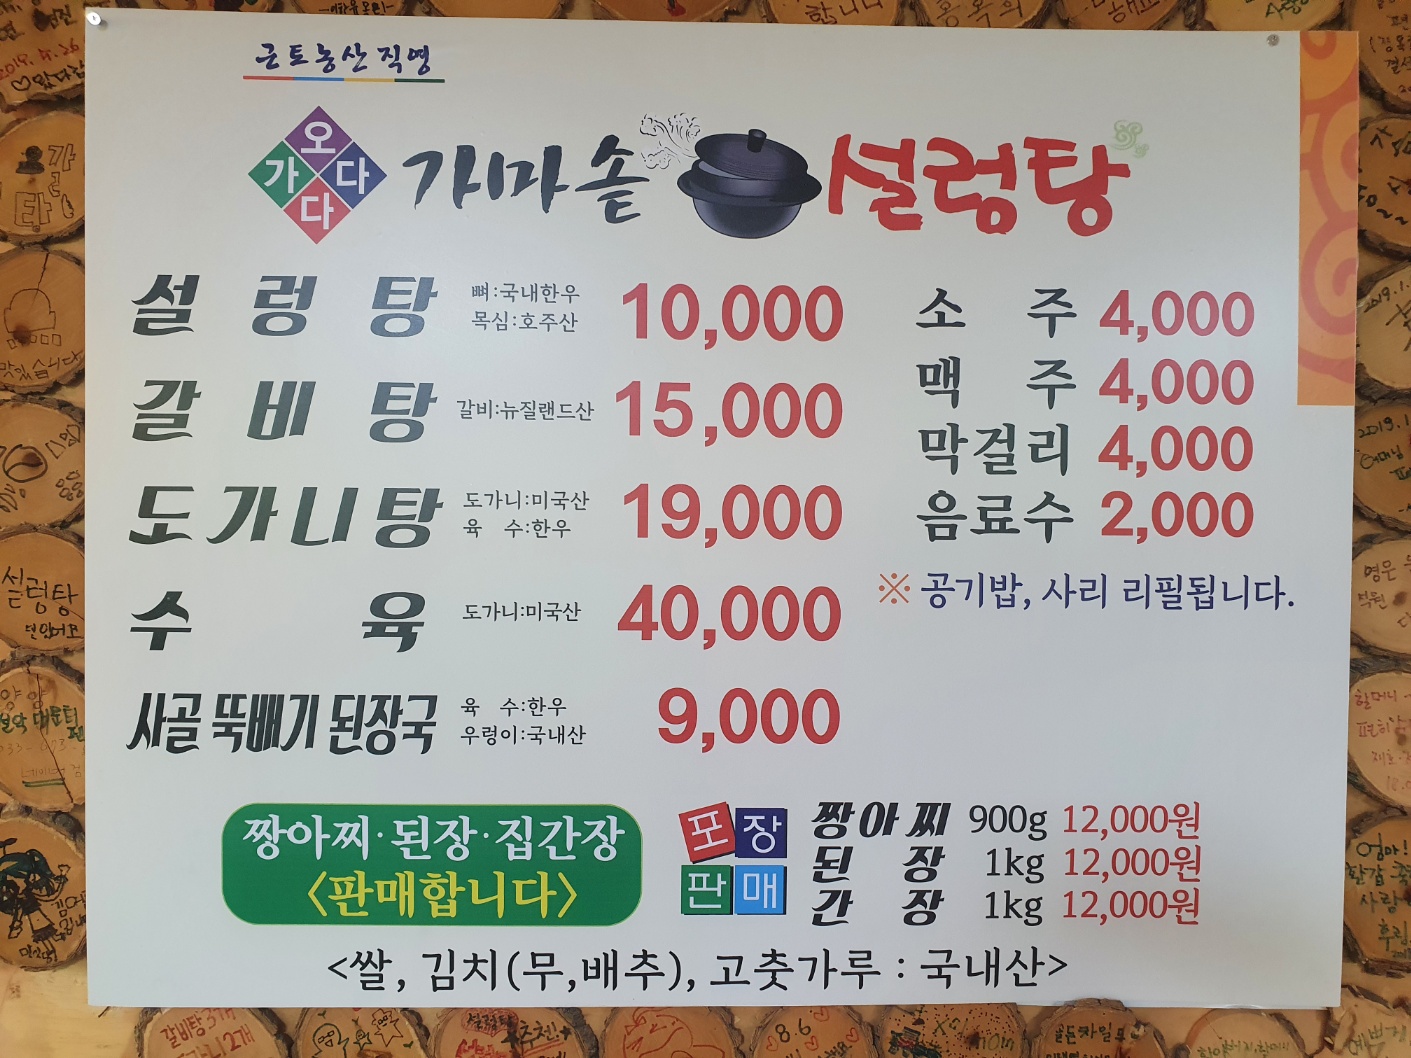 근토농산직영
오가다다 가마솥 설렁탕
설렁탕 뼈:국내한우 목심:호주산 10,000
갈비탕 갈비:뉴질랜드산 15,000
도가니탕 도가니:미국산 육 수:한우 19,000
수육 도가니:미국산 40,000
사골 뚝빼기 된장국 육 수:한우 우렁이:국내산 9,000
소주 4,000
맥주 4,000
막걸리 4,000
음료수 2,000
※ 공기밥, 사리 리필됩니다.
짱아찌·된장·집간장
〈판매합니다〉
포장
판매
짱아찌 900g 12,000원
된장 1kg 12,000원
간장 1kg 12,000원
<쌀, 김치(무,배추), 고춧가루 : 국내산>
설렁탕